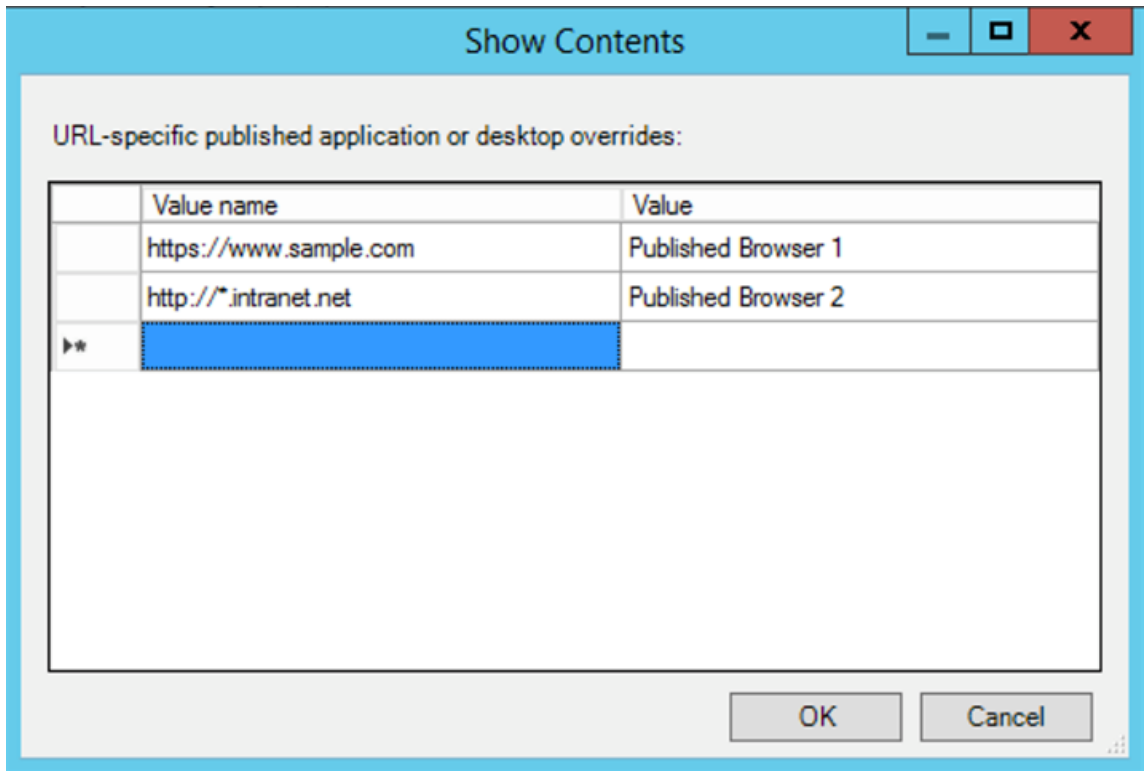 Show Contents
URL-specific published application or desktop overrides:
Value name Value
https://www.sample.com Published Browser 1
http://*.intranet.net Published Browser 2
OK Cancel